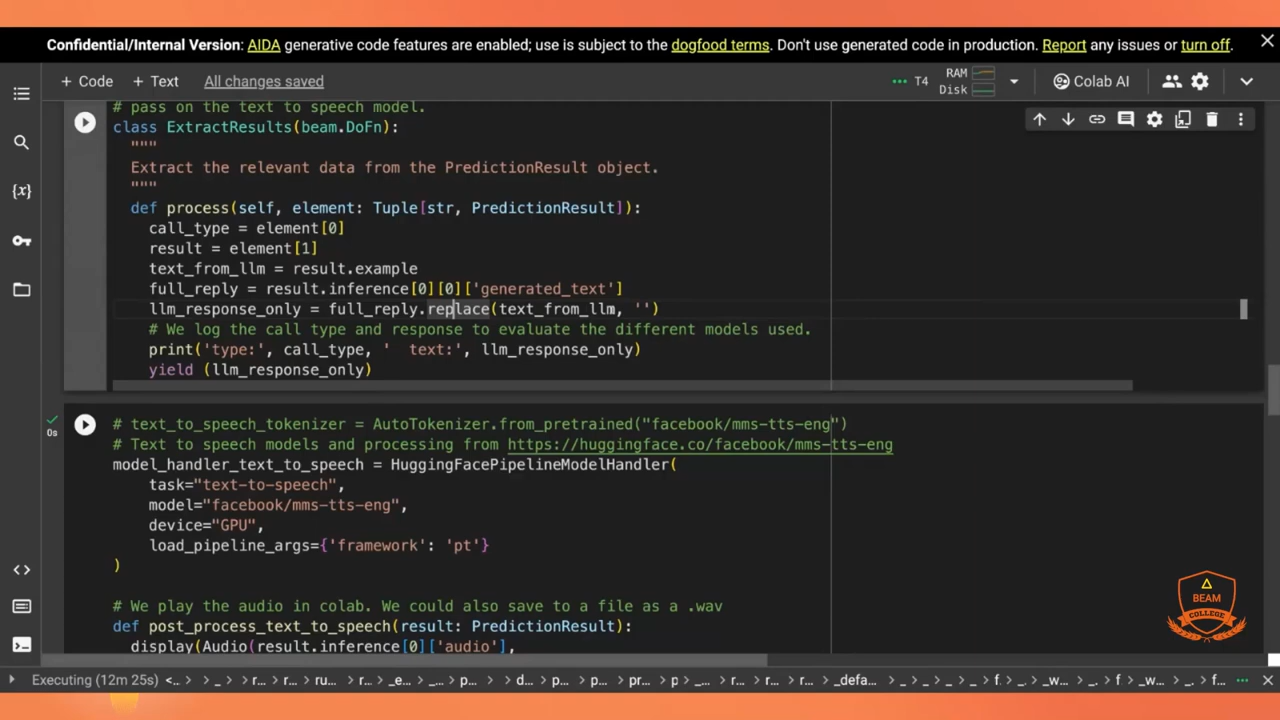 Confidential/Internal Version: AIDA generative code features are enabled; use is subject to the dogfood terms. Don't use generated code in production. Report any issues or turn off.
+ Code + Text All changes saved T4 RAM Disk Colab AI
# pass on the text to speech model.
class ExtractResults(beam.DoFn):
"""
Extract the relevant data from the PredictionResult object.
"""
def process(self, element: Tuple[str, PredictionResult]):
call_type = element[0]
result = element[1]
text_from_llm = result.example
full_reply = result.inference[0][0]['generated_text']
llm_response_only = full_reply.replace(text_from_llm, '')
# We log the call type and response to evaluate the different models used.
print('type:', call_type, '  text:', llm_response_only)
yield (llm_response_only)
0s
# text_to_speech_tokenizer = AutoTokenizer.from_pretrained("facebook/mms-tts-eng")
# Text to speech models and processing from https://huggingface.co/facebook/mms-tts-eng
model_handler_text_to_speech = HuggingFacePipelineModelHandler(
task="text-to-speech",
model="facebook/mms-tts-eng",
device="GPU",
load_pipeline_args={'framework': 'pt'}
)
# We play the audio in colab. We could also save to a file as a .wav
def post_process_text_to_speech(result: PredictionResult):
display(Audio(result.inference[0]['audio'],
BEAM
COLLEGE
Executing (12m 25s) <... > _ > r... > r... > ru... > r... > _e... > _... > p... > d... > p... > p... > pr... > p > _... > r... > r... > r... > _defa... > _ > _ > _ > _ > f. > _. > _w... > _. > f. > _w... > _. > f... ...